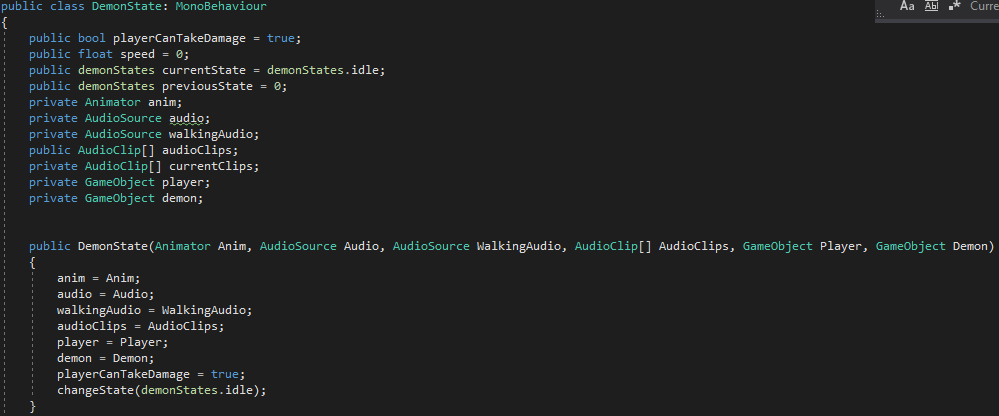 public class DemonState: MonoBehaviour
Aa Abl .* Curre
{
public bool playerCanTakeDamage = true;
public float speed = 0;
public demonStates currentState = demonStates.idle;
public demonStates previousState = 0;
private Animator anim;
private AudioSource audio;
private AudioSource walkingAudio;
public AudioClip[] audioClips;
private AudioClip[] currentClips;
private GameObject player;
private GameObject demon;
public DemonState(Animator Anim, AudioSource Audio, AudioSource WalkingAudio, AudioClip[] AudioClips, GameObject Player, GameObject Demon)
{
anim = Anim;
audio = Audio;
walkingAudio = WalkingAudio;
audioClips = AudioClips;
player = Player;
demon = Demon;
playerCanTakeDamage = true;
changeState(demonStates.idle);
}